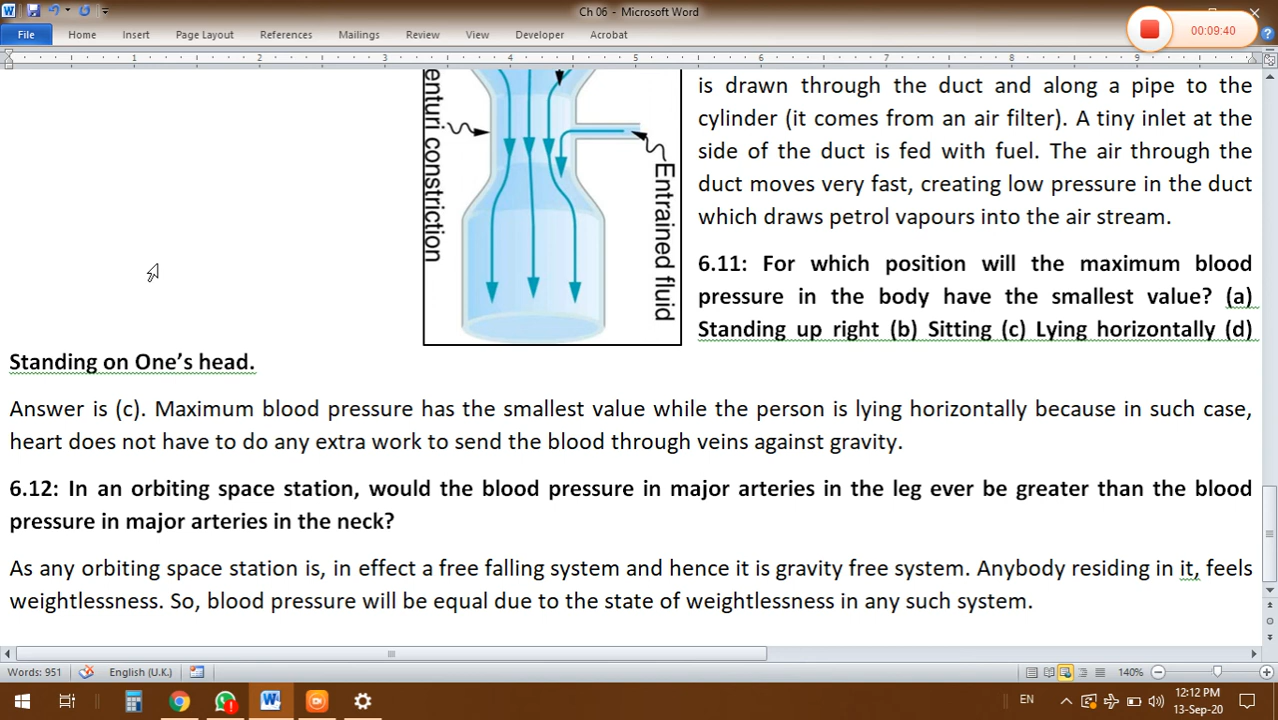 Ch 06 - Microsoft Word
00:09:40
File Home Insert Page Layout References Mailings Review View Developer Acrobat
1 2 3 4 5 6 7 8 9
enturi constriction
Entrained fluid
is drawn through the duct and along a pipe to the
cylinder (it comes from an air filter). A tiny inlet at the
side of the duct is fed with fuel. The air through the
duct moves very fast, creating low pressure in the duct
which draws petrol vapours into the air stream.
6.11: For which position will the maximum blood
pressure in the body have the smallest value? (a)
Standing up right (b) Sitting (c) Lying horizontally (d)
Standing on One's head.
Answer is (c). Maximum blood pressure has the smallest value while the person is lying horizontally because in such case,
heart does not have to do any extra work to send the blood through veins against gravity.
6.12: In an orbiting space station, would the blood pressure in major arteries in the leg ever be greater than the blood
pressure in major arteries in the neck?
As any orbiting space station is, in effect a free falling system and hence it is gravity free system. Anybody residing in it, feels
weightlessness. So, blood pressure will be equal due to the state of weightlessness in any such system.
Words: 951 English (U.K.) 140%
EN 12:12 PM
13-Sep-20